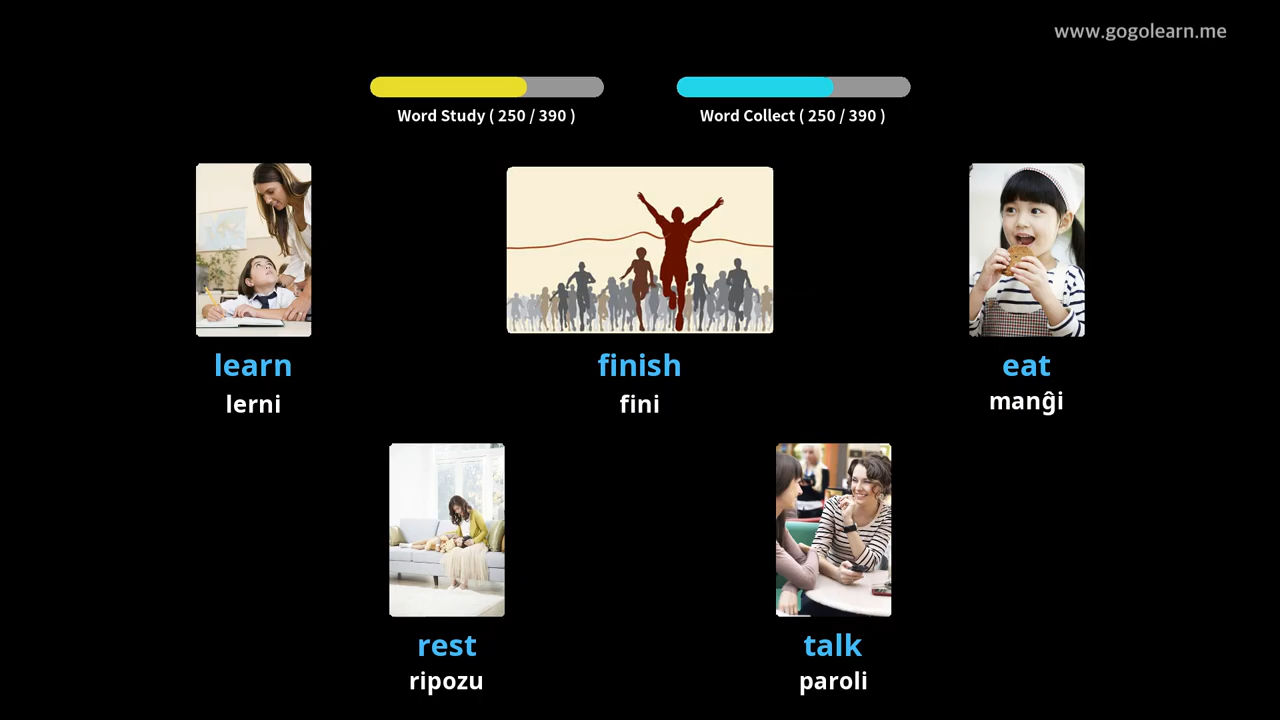 www.gogolearn.me
Word Study ( 250 / 390 )
Word Collect ( 250 / 390 )
learn
lerni
finish
fini
eat
manĝi
rest
ripozu
talk
paroli